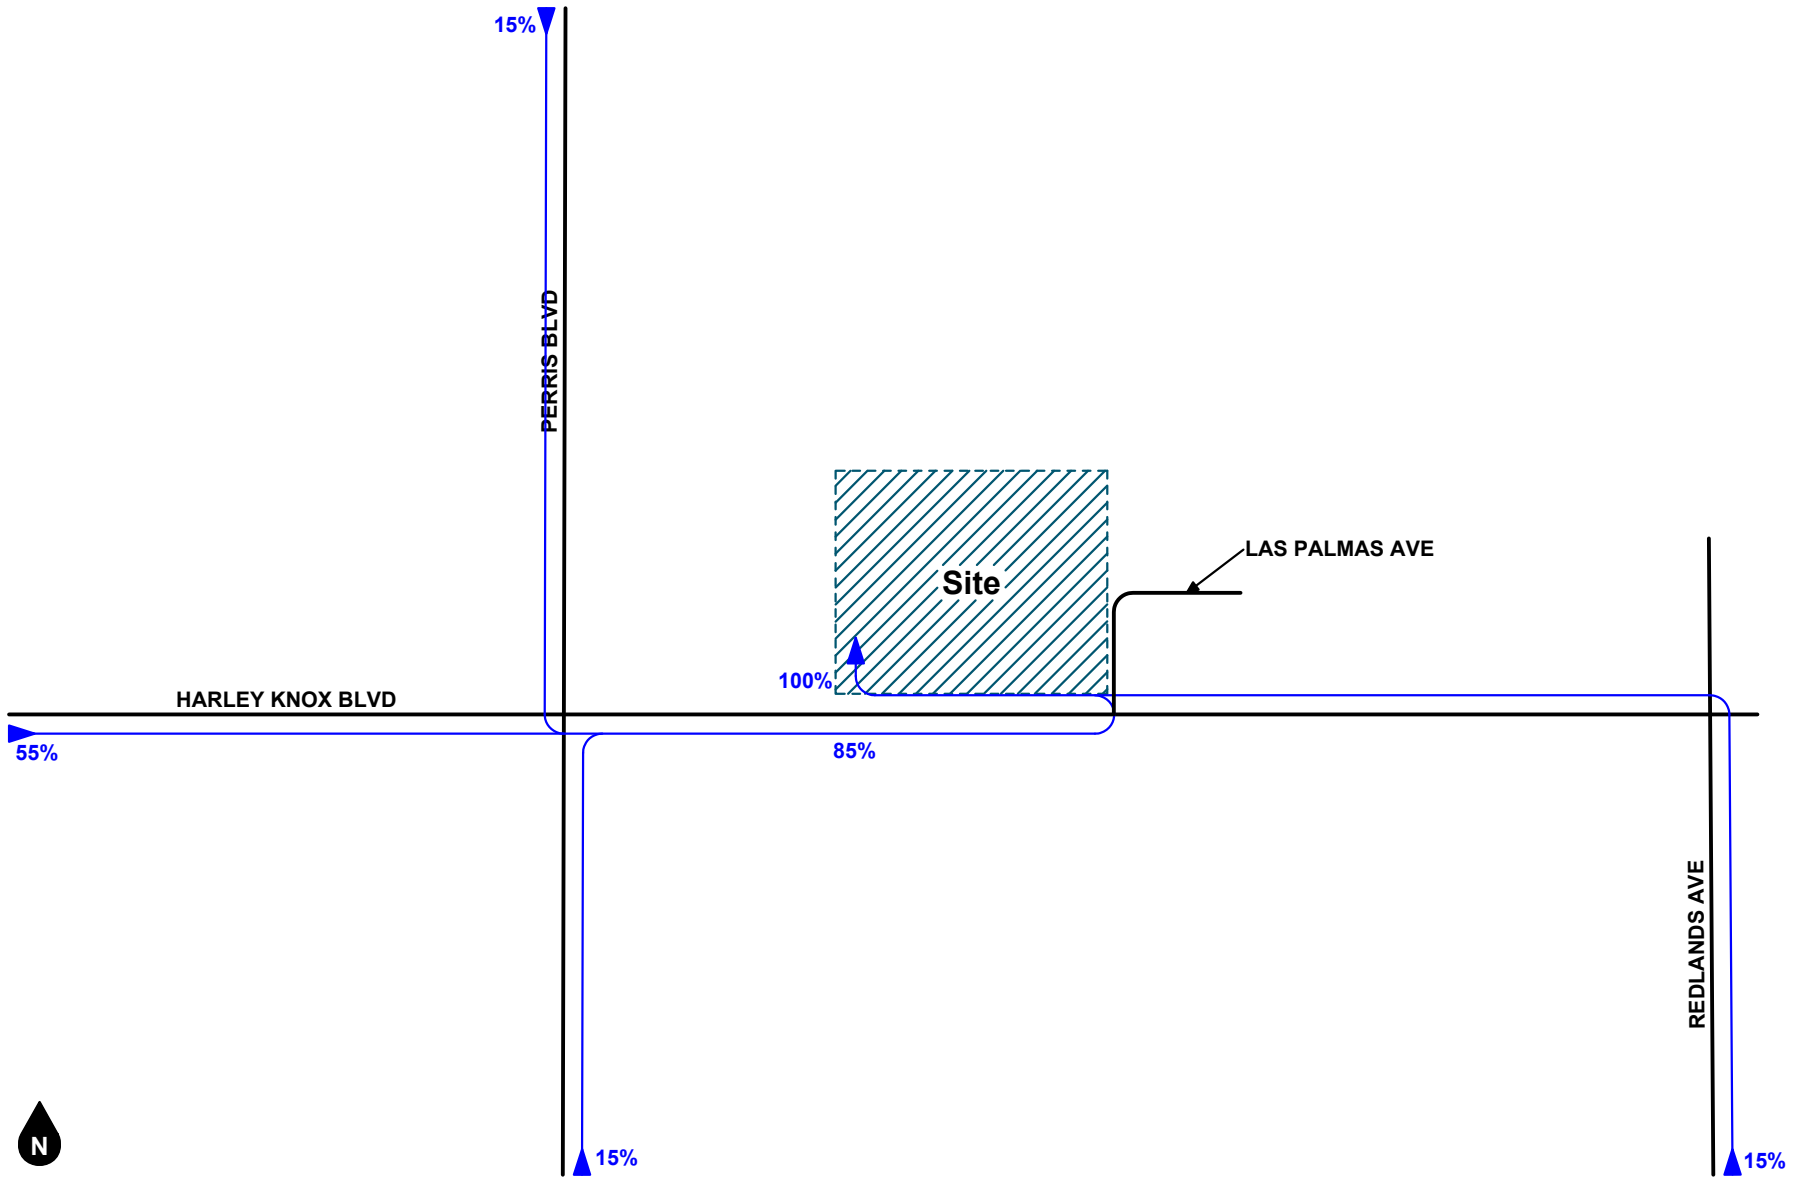 15%
PERRIS BLVD
LAS PALMAS AVE
Site
100%
HARLEY KNOX BLVD
55%
85%
REDLANDS AVE
N
15%
15%